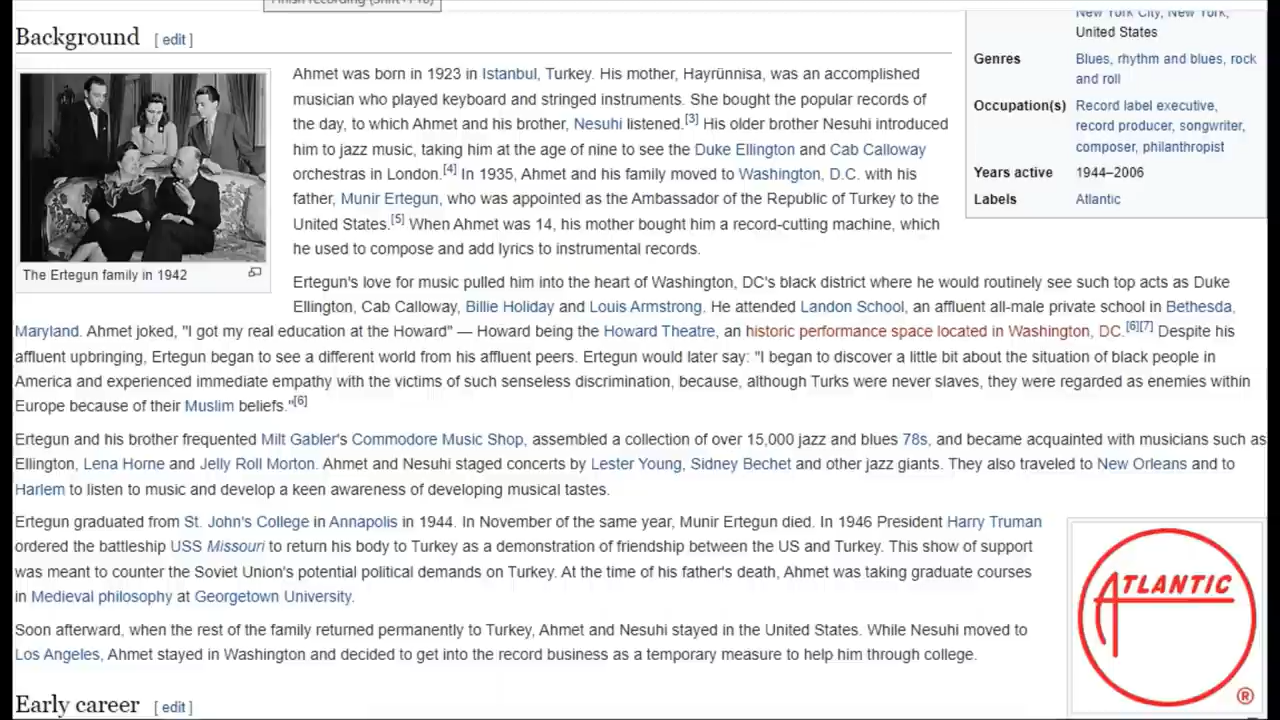 Finish recording (Shift+F10)
Background [ edit ]
New York City, New York,
United States
Genres Blues, rhythm and blues, rock
and roll
Occupation(s) Record label executive,
record producer, songwriter,
composer, philanthropist
Years active 1944–2006
Labels Atlantic
The Ertegun family in 1942
Ahmet was born in 1923 in Istanbul, Turkey. His mother, Hayrünnisa, was an accomplished
musician who played keyboard and stringed instruments. She bought the popular records of
the day, to which Ahmet and his brother, Nesuhi listened.[3] His older brother Nesuhi introduced
him to jazz music, taking him at the age of nine to see the Duke Ellington and Cab Calloway
orchestras in London.[4] In 1935, Ahmet and his family moved to Washington, D.C. with his
father, Munir Ertegun, who was appointed as the Ambassador of the Republic of Turkey to the
United States.[5] When Ahmet was 14, his mother bought him a record-cutting machine, which
he used to compose and add lyrics to instrumental records.
Ertegun's love for music pulled him into the heart of Washington, DC's black district where he would routinely see such top acts as Duke
Ellington, Cab Calloway, Billie Holiday and Louis Armstrong. He attended Landon School, an affluent all-male private school in Bethesda,
Maryland. Ahmet joked, "I got my real education at the Howard" — Howard being the Howard Theatre, an historic performance space located in Washington, DC.[6][7] Despite his
affluent upbringing, Ertegun began to see a different world from his affluent peers. Ertegun would later say: "I began to discover a little bit about the situation of black people in
America and experienced immediate empathy with the victims of such senseless discrimination, because, although Turks were never slaves, they were regarded as enemies within
Europe because of their Muslim beliefs."[6]
Ertegun and his brother frequented Milt Gabler's Commodore Music Shop, assembled a collection of over 15,000 jazz and blues 78s, and became acquainted with musicians such as
Ellington, Lena Horne and Jelly Roll Morton. Ahmet and Nesuhi staged concerts by Lester Young, Sidney Bechet and other jazz giants. They also traveled to New Orleans and to
Harlem to listen to music and develop a keen awareness of developing musical tastes.
Ertegun graduated from St. John's College in Annapolis in 1944. In November of the same year, Munir Ertegun died. In 1946 President Harry Truman
ordered the battleship USS Missouri to return his body to Turkey as a demonstration of friendship between the US and Turkey. This show of support
was meant to counter the Soviet Union's potential political demands on Turkey. At the time of his father's death, Ahmet was taking graduate courses
in Medieval philosophy at Georgetown University.
Soon afterward, when the rest of the family returned permanently to Turkey, Ahmet and Nesuhi stayed in the United States. While Nesuhi moved to
Los Angeles, Ahmet stayed in Washington and decided to get into the record business as a temporary measure to help him through college.
ATLANTIC
®
Early career [ edit ]